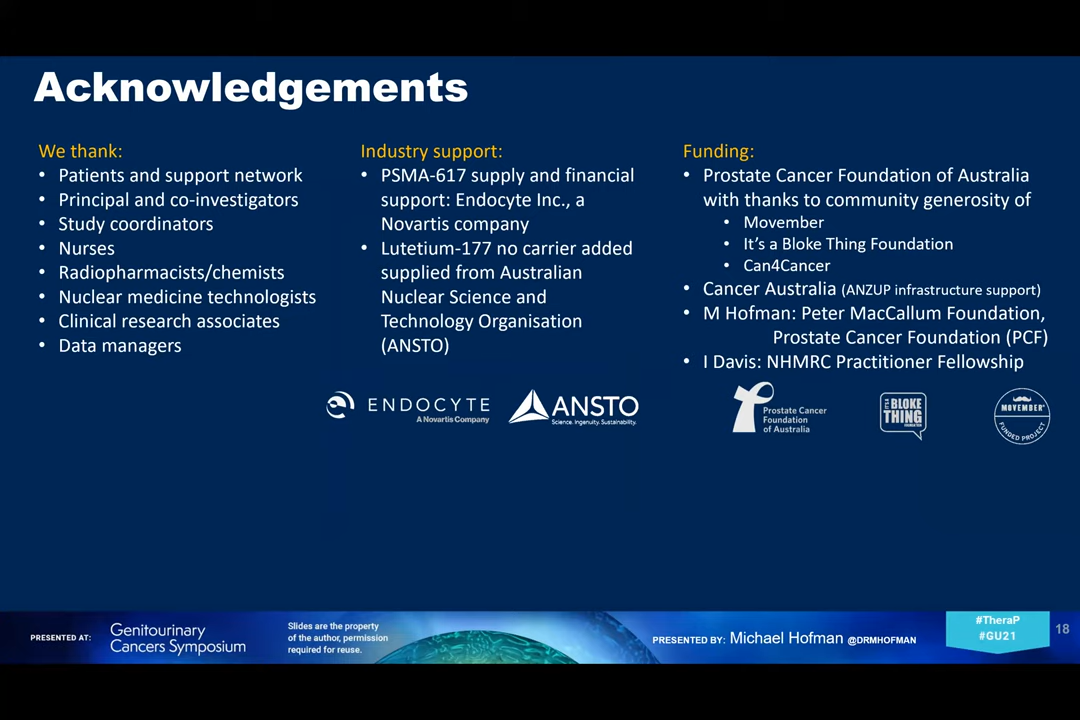 Acknowledgements
We thank:
• Patients and support network
• Principal and co-investigators
• Study coordinators
• Nurses
• Radiopharmacists/chemists
• Nuclear medicine technologists
• Clinical research associates
• Data managers
Industry support:
• PSMA-617 supply and financial
support: Endocyte Inc., a
Novartis company
• Lutetium-177 no carrier added
supplied from Australian
Nuclear Science and
Technology Organisation
(ANSTO)
ENDOCYTE
A Novartis Company
ANSTO
Science. Ingenuity. Sustainability.
Funding:
• Prostate Cancer Foundation of Australia
with thanks to community generosity of
• Movember
• It's a Bloke Thing Foundation
• Can4Cancer
• Cancer Australia (ANZUP infrastructure support)
• M Hofman: Peter MacCallum Foundation,
Prostate Cancer Foundation (PCF)
• I Davis: NHMRC Practitioner Fellowship
Prostate Cancer
Foundation
of Australia
IT'S A
BLOKE
THING
FOUNDATION
MOVEMBER®
FUNDED PROJECT
PRESENTED AT:
Genitourinary
Cancers Symposium
Slides are the property
of the author, permission
required for reuse.
PRESENTED BY: Michael Hofman @DRMHOFMAN
#TheraP
#GU21
18